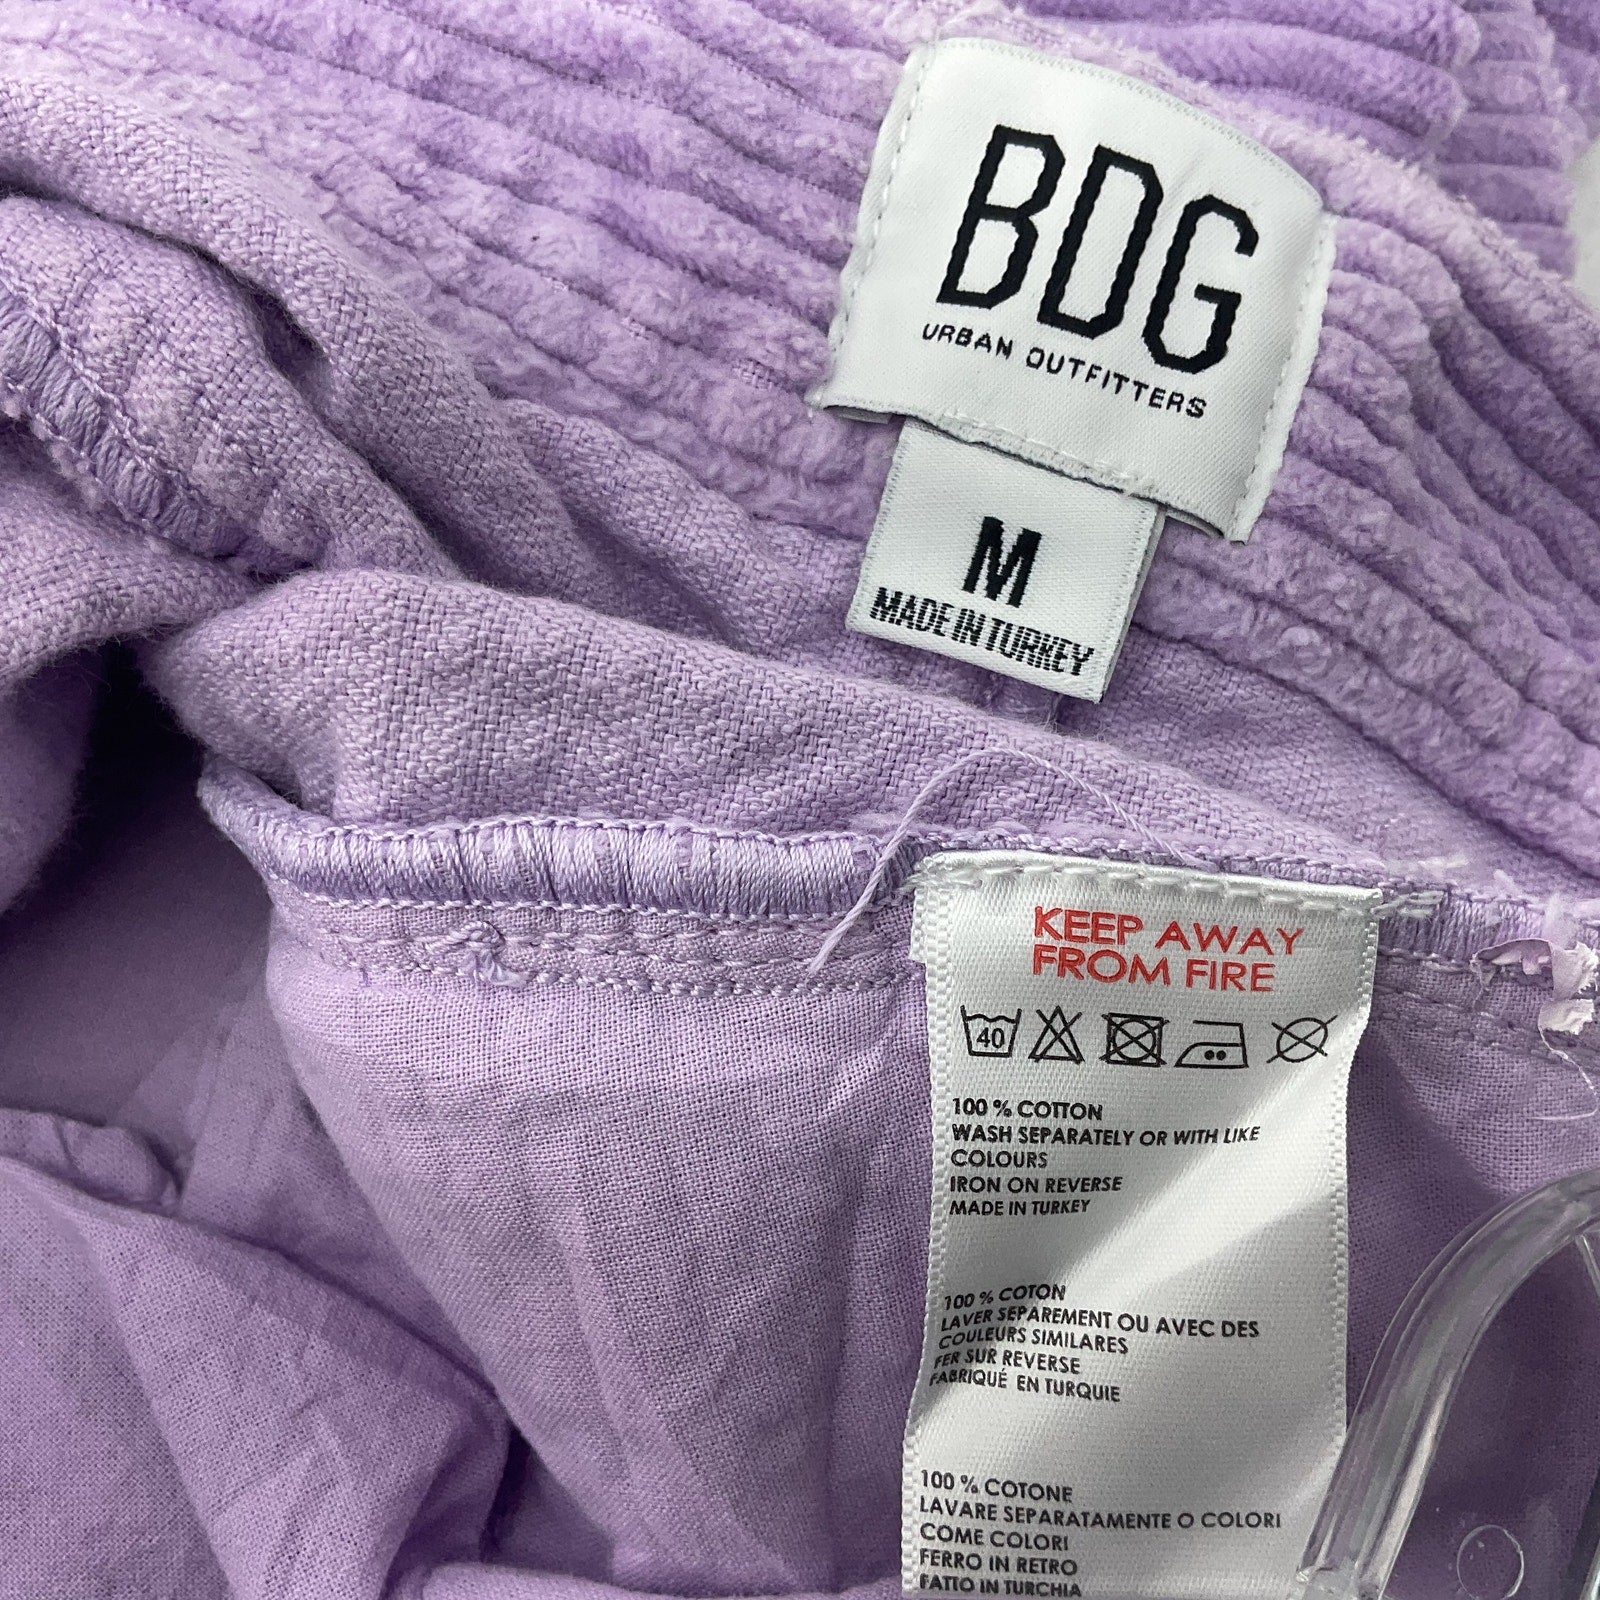 BDG
URBAN OUTFITTERS
M
MADE IN TURKEY
KEEP AWAY
FROM FIRE
40
100 % COTTON
WASH SEPARATELY OR WITH LIKE
COLOURS
IRON ON REVERSE
MADE IN TURKEY
100 % COTON
LAVER SEPAREMENT OU AVEC DES
COULEURS SIMILARES
FER SUR REVERSE
FABRIQUÉ EN TURQUIE
100 % COTONE
LAVARE SEPARATAMENTE O COLORI
COME COLORI
FERRO IN RETRO
FATTO IN TURCHIA